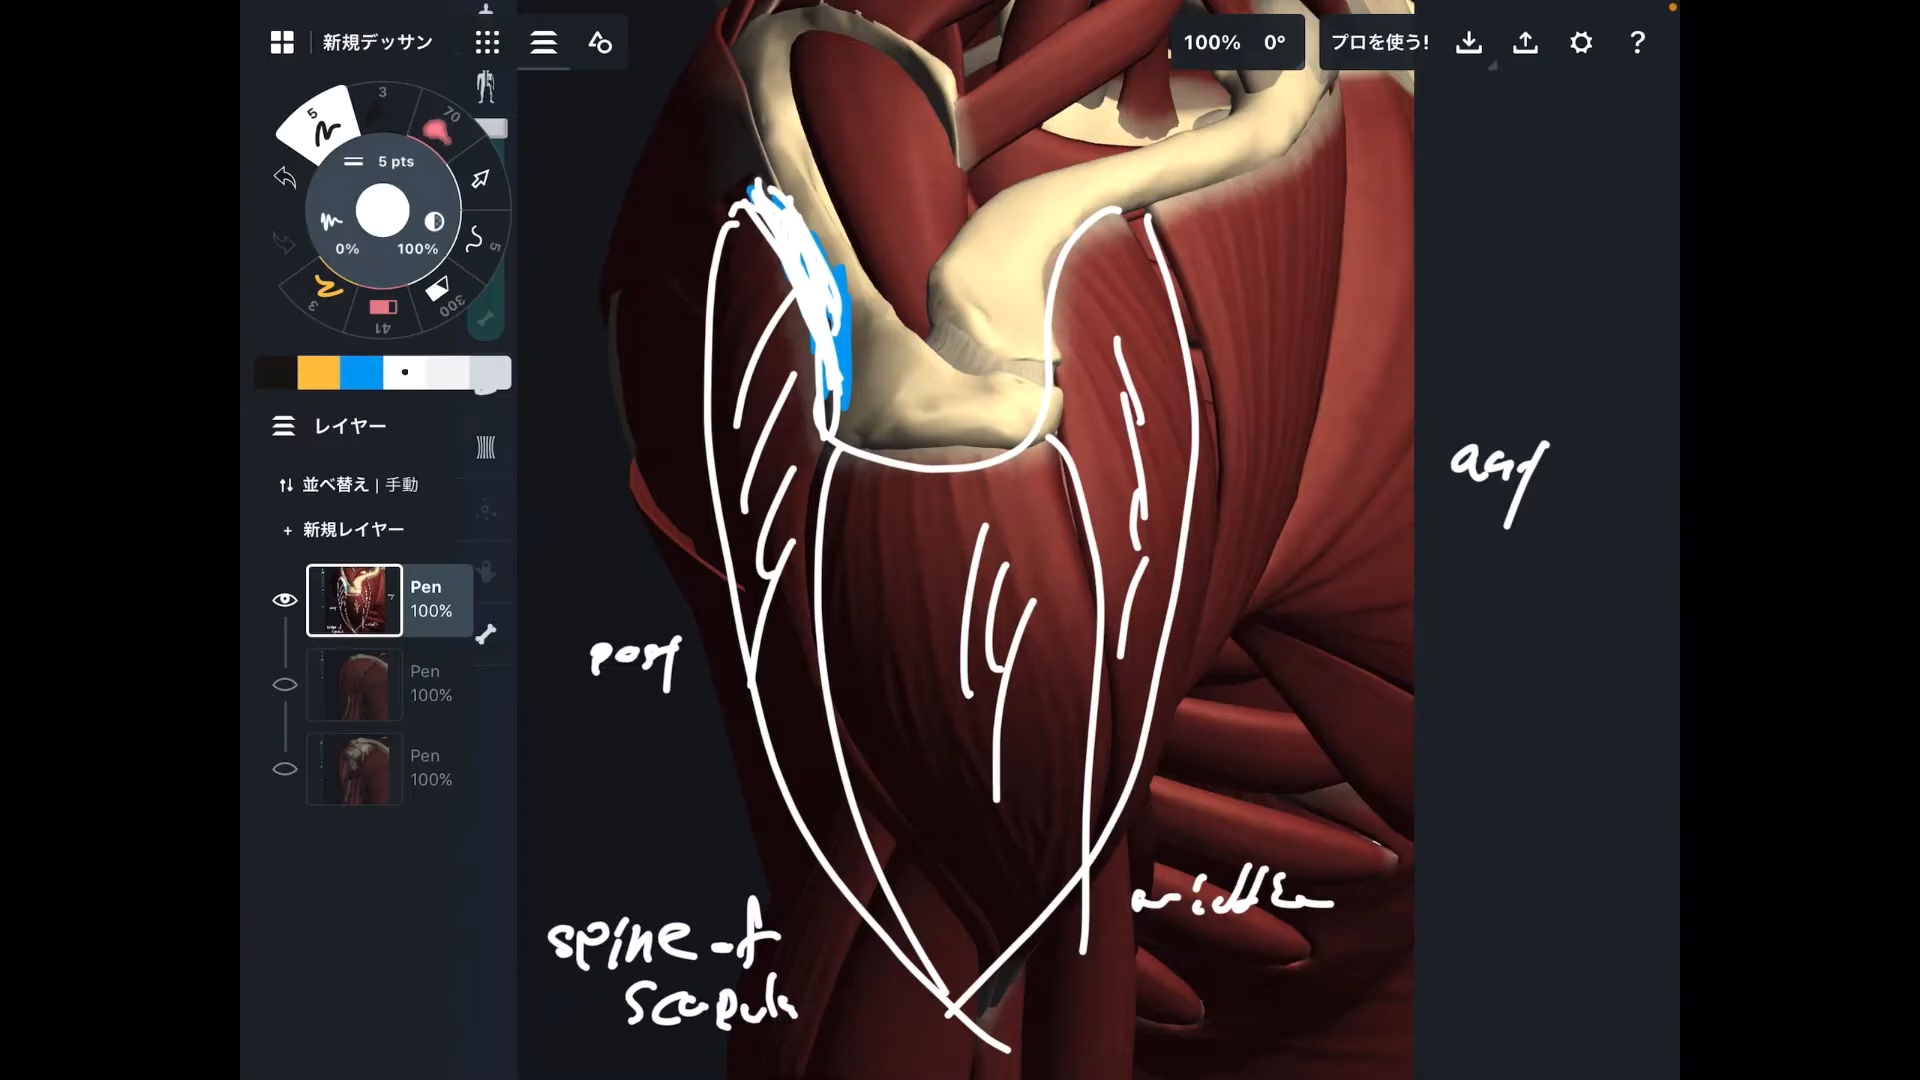 新規デッサン
100% 0°
プロを使う!
3
5
70
5 pts
0% 100%
5
3
41
300
レイヤー
並べ替え | 手動
+ 新規レイヤー
Pen
100%
Pen
100%
Pen
100%
post
spine of
scapula
middle